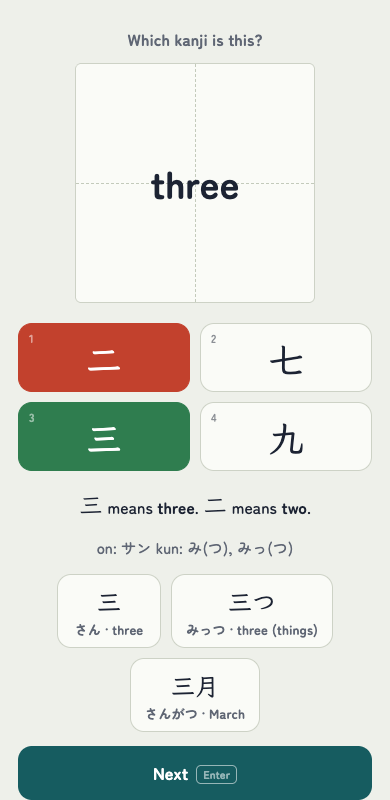 Which kanji is this?
three
1
二
2
七
3
三
4
九
三 means three. 二 means two.
on: サン kun: み(つ), みっ(つ)
三
さん · three
三つ
みっつ · three (things)
三月
さんがつ · March
Next Enter